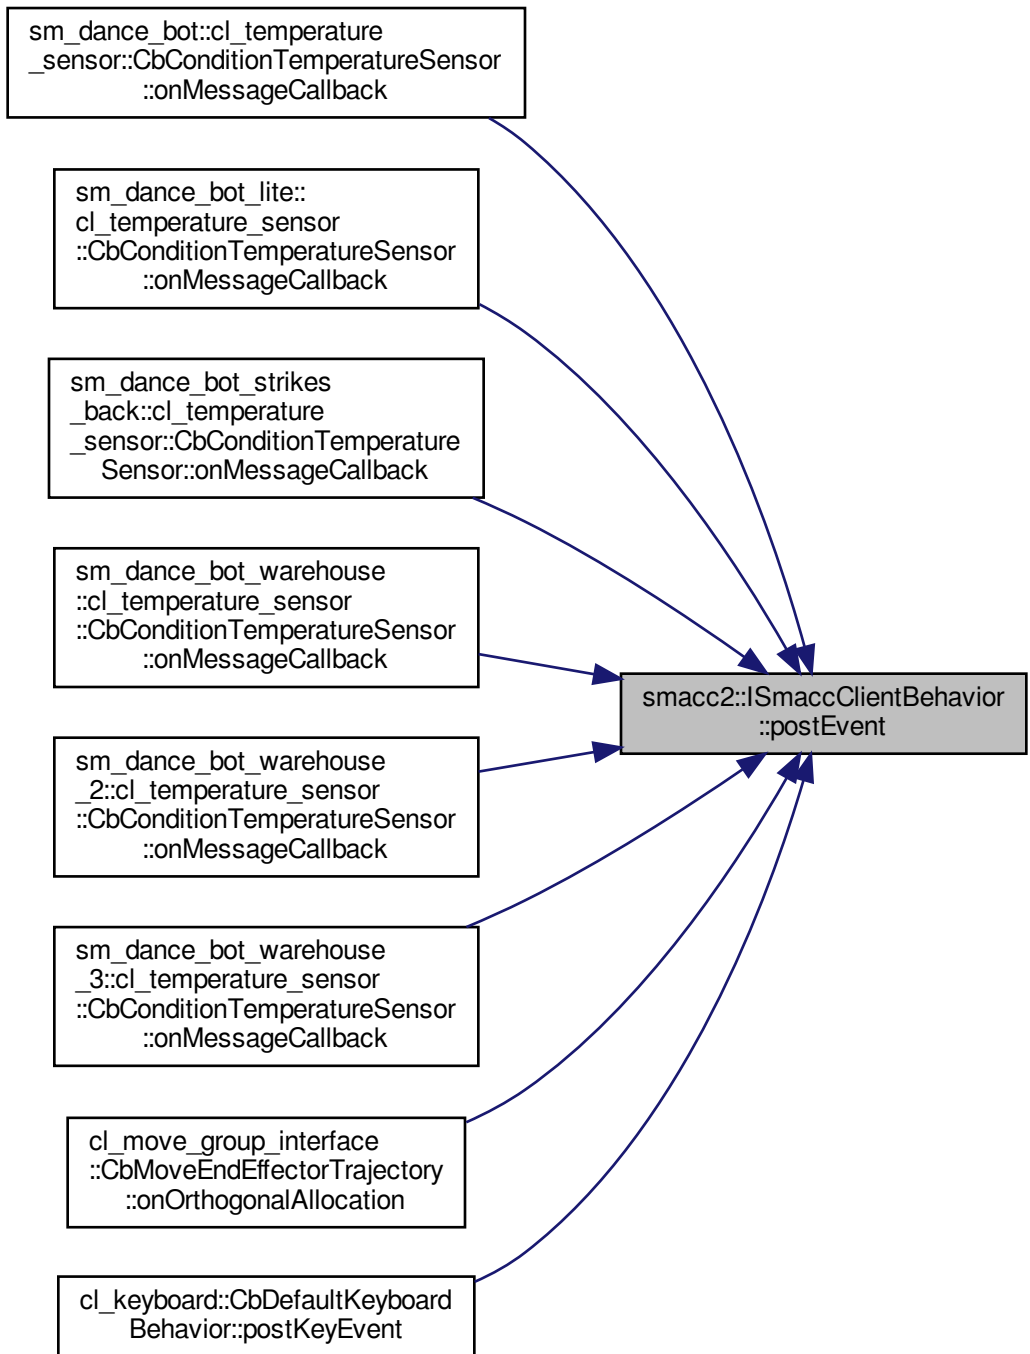 sm_dance_bot::cl_temperature
_sensor::CbConditionTemperatureSensor
::onMessageCallback
sm_dance_bot_lite::
cl_temperature_sensor
::CbConditionTemperatureSensor
::onMessageCallback
sm_dance_bot_strikes
_back::cl_temperature
_sensor::CbConditionTemperature
Sensor::onMessageCallback
sm_dance_bot_warehouse
::cl_temperature_sensor
::CbConditionTemperatureSensor
::onMessageCallback
smacc2::ISmaccClientBehavior
::postEvent
sm_dance_bot_warehouse
_2::cl_temperature_sensor
::CbConditionTemperatureSensor
::onMessageCallback
sm_dance_bot_warehouse
_3::cl_temperature_sensor
::CbConditionTemperatureSensor
::onMessageCallback
cl_move_group_interface
::CbMoveEndEffectorTrajectory
::onOrthogonalAllocation
cl_keyboard::CbDefaultKeyboard
Behavior::postKeyEvent